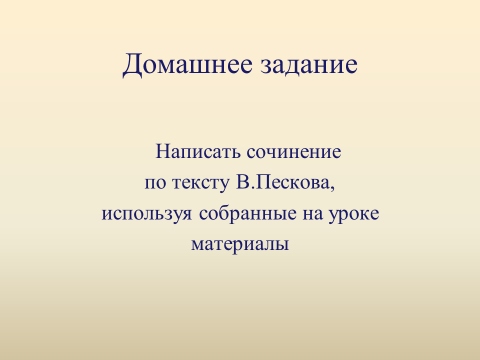 Домашнее задание
Написать сочинение
по тексту В.Пескова,
используя собранные на уроке
материалы